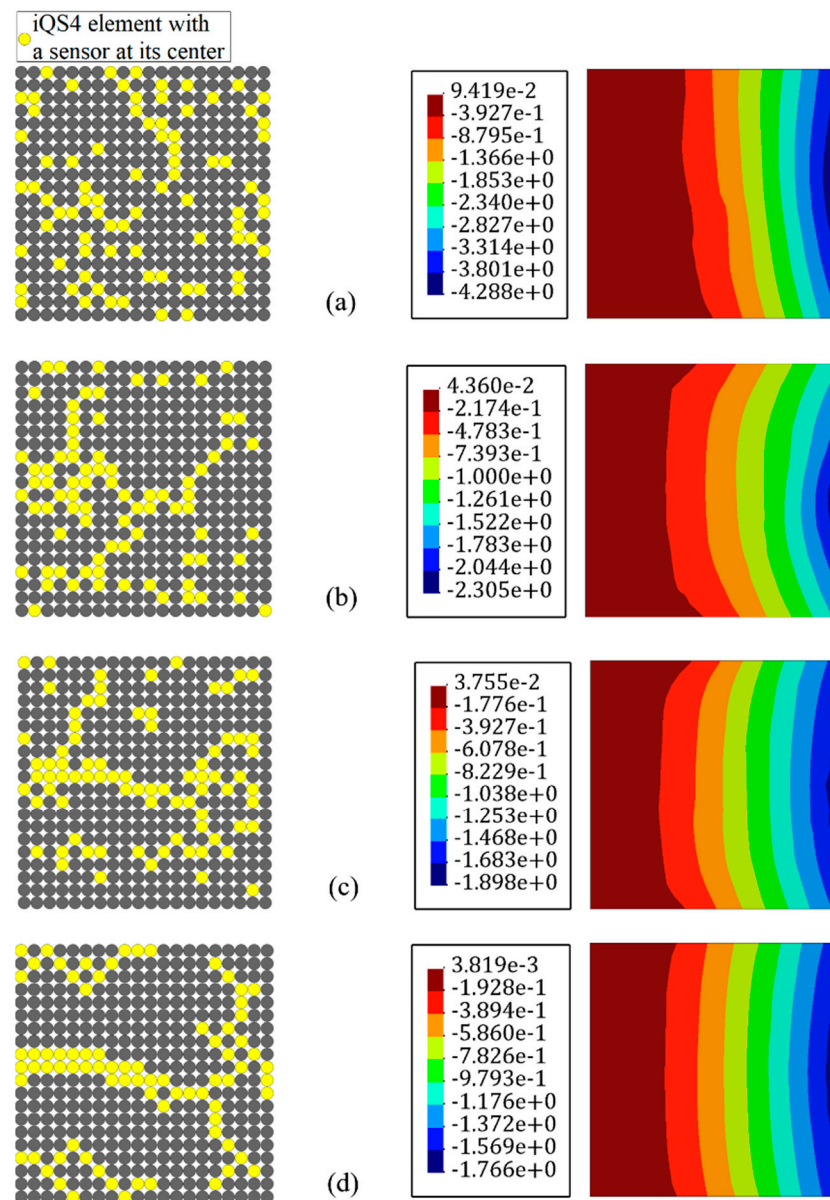 iQS4 element with
a sensor at its center
9.419e-2
-3.927e-1
-8.795e-1
-1.366e+0
-1.853e+0
-2.340e+0
-2.827e+0
-3.314e+0
-3.801e+0
-4.288e+0
(a)
4.360e-2
-2.174e-1
-4.783e-1
-7.393e-1
-1.000e+0
-1.261e+0
-1.522e+0
-1.783e+0
-2.044e+0
-2.305e+0
(b)
3.755e-2
-1.776e-1
-3.927e-1
-6.078e-1
-8.229e-1
-1.038e+0
-1.253e+0
-1.468e+0
-1.683e+0
-1.898e+0
(c)
3.819e-3
-1.928e-1
-3.894e-1
-5.860e-1
-7.826e-1
-9.793e-1
-1.176e+0
-1.372e+0
-1.569e+0
-1.766e+0
(d)